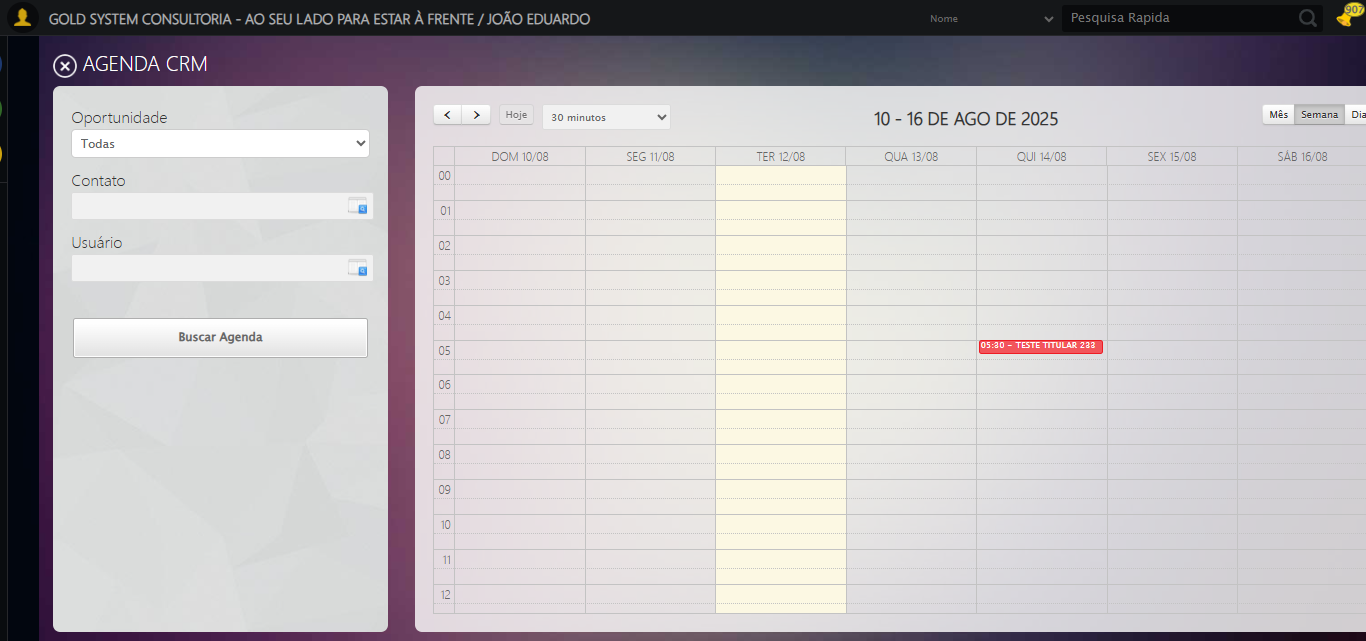 GOLD SYSTEM CONSULTORIA - AO SEU LADO PARA ESTAR À FRENTE / JOÃO EDUARDO
Nome
Pesquisa Rapida
907
AGENDA CRM
Oportunidade
Todas
Contato
Usuário
Buscar Agenda
Hoje
30 minutos
10 - 16 DE AGO DE 2025
Mês
Semana
Dia
DOM 10/08
SEG 11/08
TER 12/08
QUA 13/08
QUI 14/08
SEX 15/08
SÁB 16/08
00
01
02
03
04
05
05:30 - TESTE TITULAR 233
06
07
08
09
10
11
12